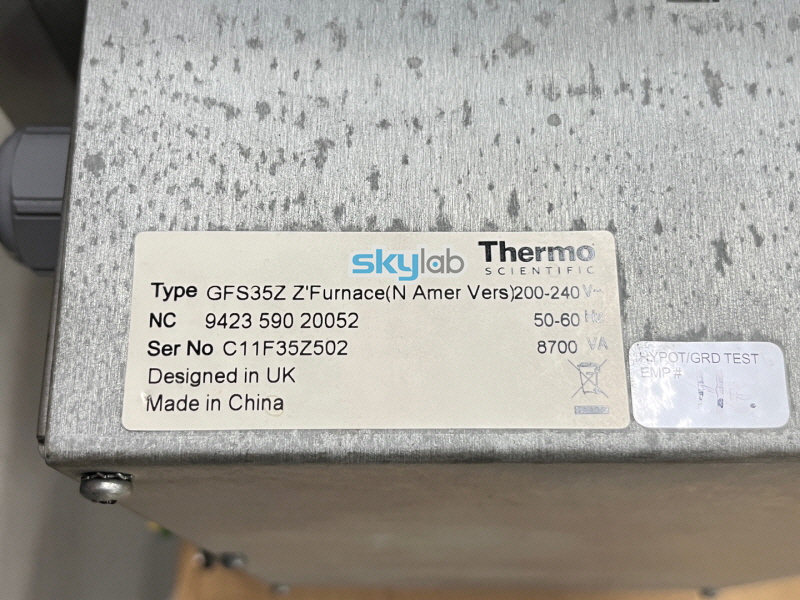 skylab
Thermo
SCIENTIFIC
Type GFS35Z Z'Furnace(N Amer Vers)200-240 V~
NC 9423 590 20052 50-60 Hz
Ser No C11F35Z502 8700 VA
Designed in UK
Made in China
HYPOT/GRD TEST
EMP #